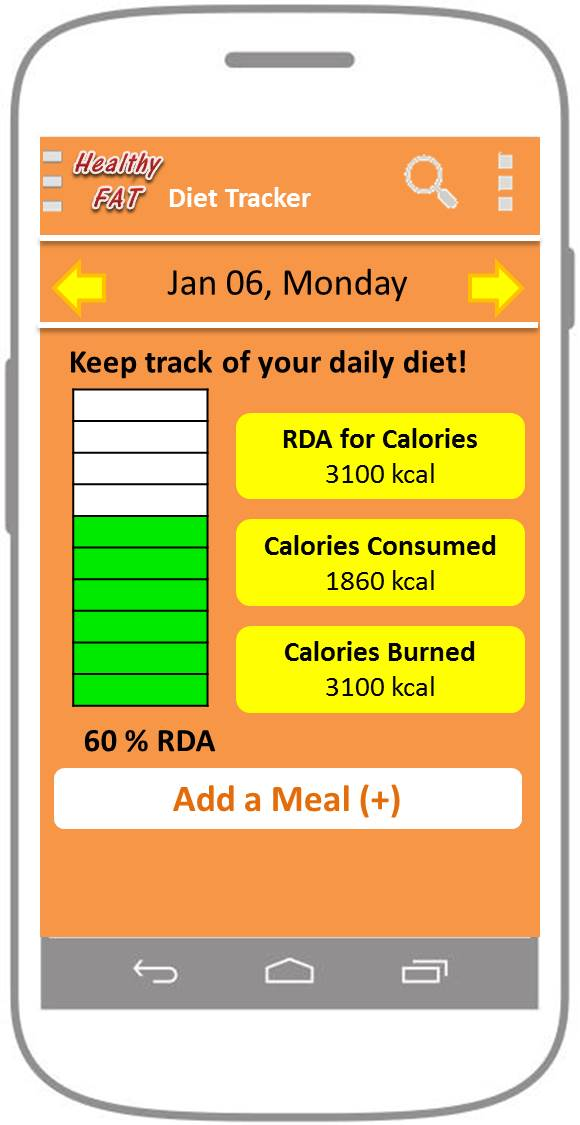 Healthy
FAT
Diet Tracker
Jan 06, Monday
Keep track of your daily diet!
RDA for Calories
3100 kcal
Calories Consumed
1860 kcal
Calories Burned
3100 kcal
60 % RDA
Add a Meal (+)